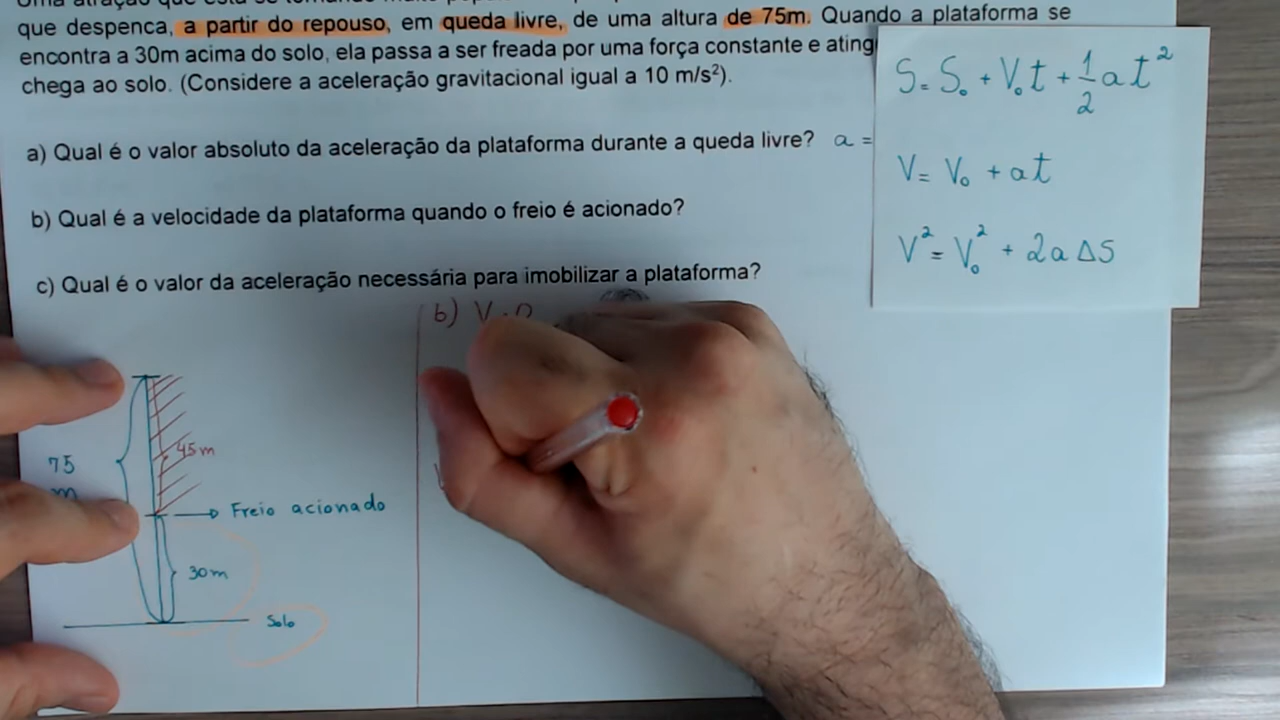 que despenca, a partir do repouso, em queda livre, de uma altura de 75m. Quando a plataforma se
encontra a 30m acima do solo, ela passa a ser freada por uma força constante e
chega ao solo. (Considere a aceleração gravitacional igual a 10 m/s²).
S = S₀ + V₀t + 1/2 at²
a) Qual é o valor absoluto da aceleração da plataforma durante a queda livre? a =
V = V₀ + at
b) Qual é a velocidade da plataforma quando o freio é acionado?
V² = V₀² + 2aΔS
c) Qual é o valor da aceleração necessária para imobilizar a plataforma?
b) V
45m
75
m
Freio acionado
30m
Solo